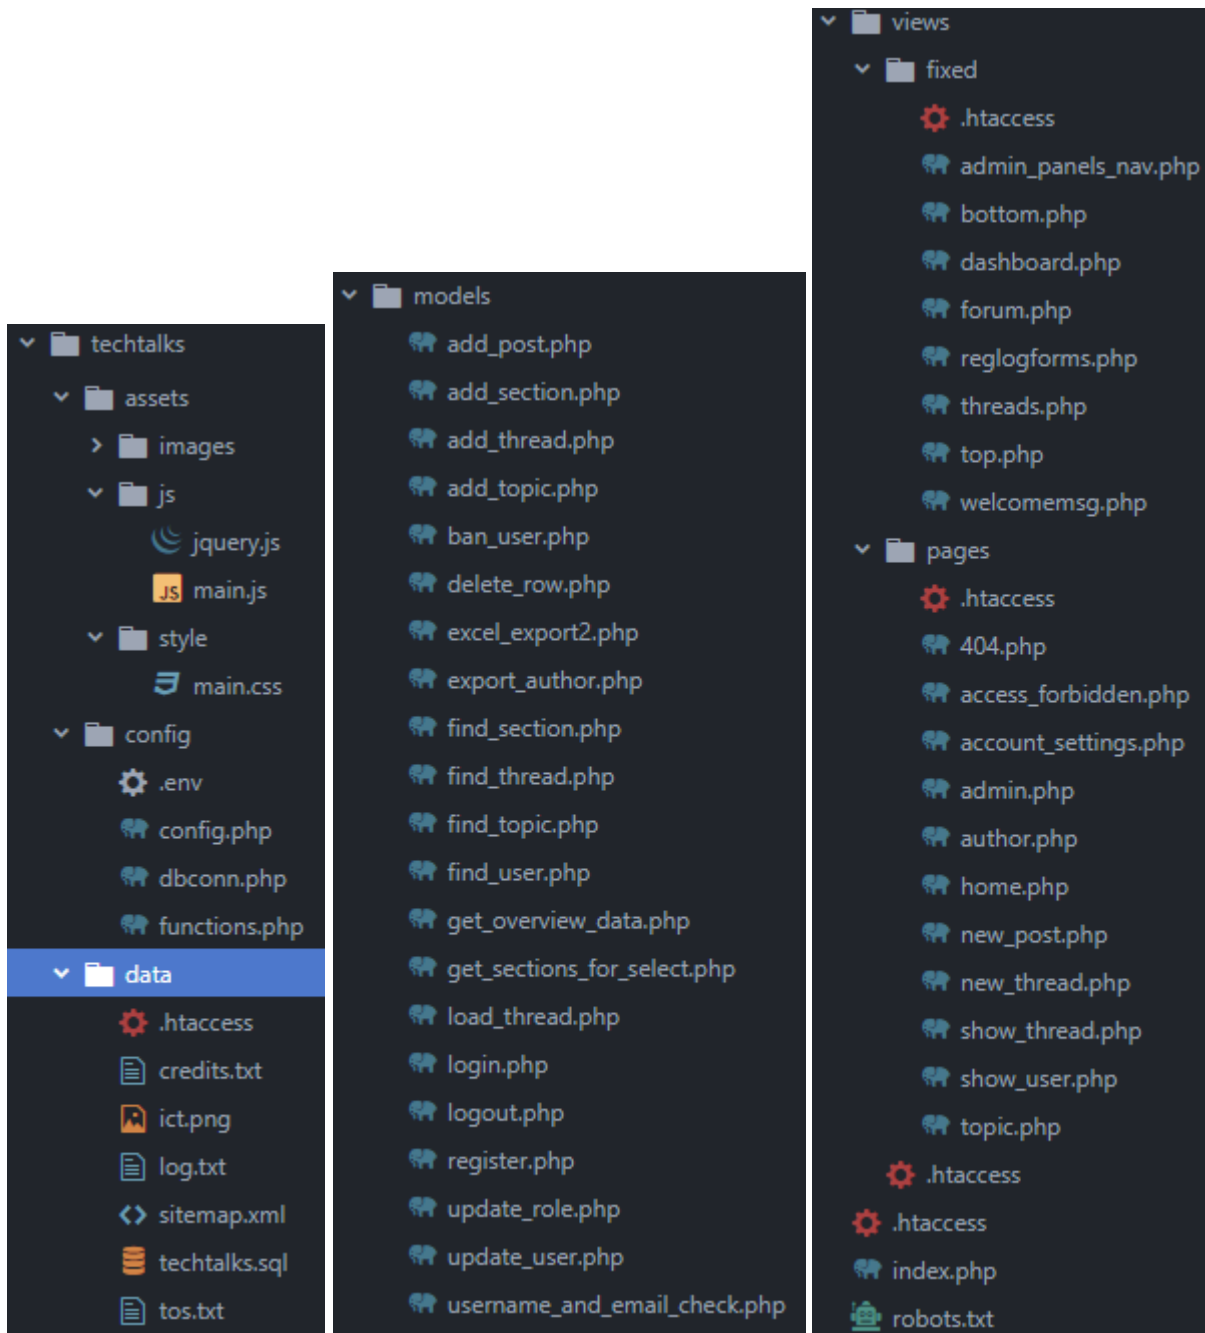 techtalks
assets
images
js
jquery.js
main.js
style
main.css
config
.env
config.php
dbconn.php
functions.php
data
.htaccess
credits.txt
ict.png
log.txt
sitemap.xml
techtalks.sql
tos.txt
models
add_post.php
add_section.php
add_thread.php
add_topic.php
ban_user.php
delete_row.php
excel_export2.php
export_author.php
find_section.php
find_thread.php
find_topic.php
find_user.php
get_overview_data.php
get_sections_for_select.php
load_thread.php
login.php
logout.php
register.php
update_role.php
update_user.php
username_and_email_check.php
views
fixed
.htaccess
admin_panels_nav.php
bottom.php
dashboard.php
forum.php
reglogforms.php
threads.php
top.php
welcomemsg.php
pages
.htaccess
404.php
access_forbidden.php
account_settings.php
admin.php
author.php
home.php
new_post.php
new_thread.php
show_thread.php
show_user.php
topic.php
.htaccess
.htaccess
index.php
robots.txt